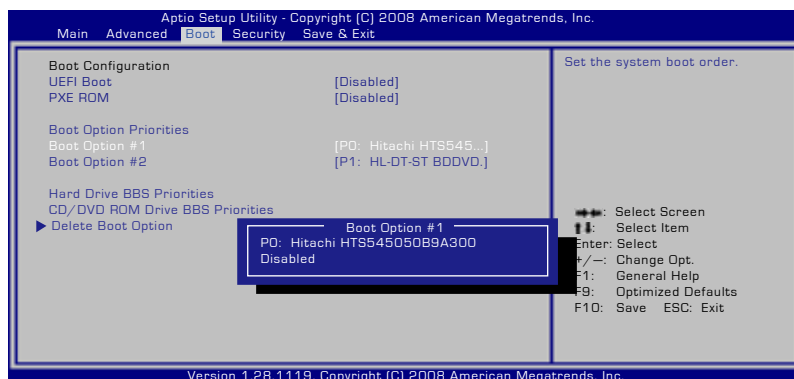 Aptio Setup Utility - Copyright (C) 2008 American Megatrends, Inc.
Main Advanced Boot Security Save & Exit
Boot Configuration
UEFI Boot [Disabled]
PXE ROM [Disabled]
Boot Option Priorities
Boot Option #1 [P0: Hitachi HTS545...]
Boot Option #2 [P1: HL-DT-ST BDDVD.]
Hard Drive BBS Priorities
CD/DVD ROM Drive BBS Priorities
Delete Boot Option
Boot Option #1
P0: Hitachi HTS545050B9A300
Disabled
Set the system boot order.
: Select Screen
: Select Item
Enter: Select
+/—: Change Opt.
F1: General Help
F9: Optimized Defaults
F10: Save ESC: Exit
Version 1.28.1119. Copyright (C) 2008 American Megatrends, Inc.